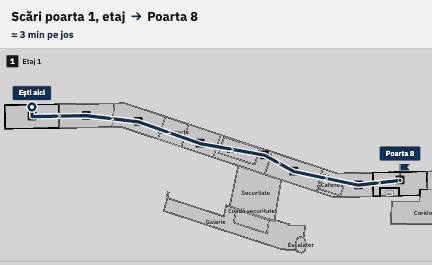 Scări poarta 1, etaj → Poarta 8
≈ 3 min pe jos
1 Etaj 1
Ești aici
Poarta 8
Securitate
Coadă securitate
Galerie
Escalator